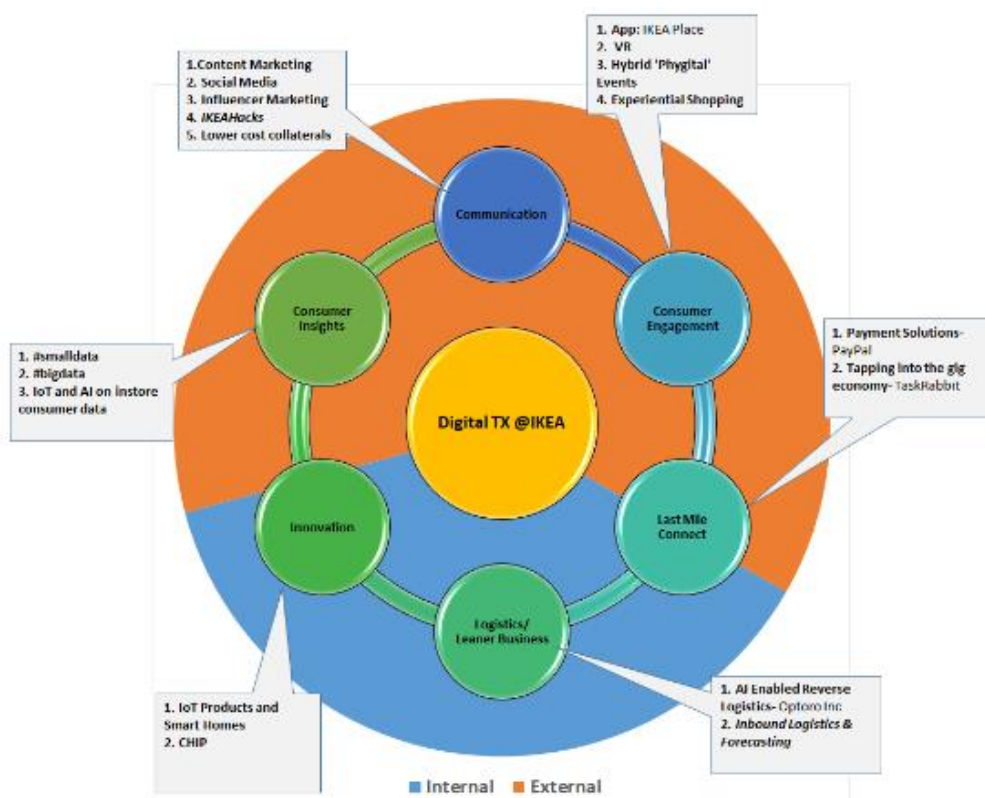 1. App: IKEA Place
2. VR
3. Hybrid 'Phygital'
Events
4. Experiential Shopping
1.Content Marketing
2. Social Media
3. Influencer Marketing
4. IKEAHacks
5. Lower cost collaterals
Communication
Consumer
Insights
Consumer
Engagement
1. Payment Solutions-
PayPal
2. Tapping into the gig
economy- TaskRabbit
1. #smalldata
2. #bigdata
3. IoT and AI on instore
consumer data
Digital TX @IKEA
Innovation
Last Mile
Connect
Logistics/
Leaner Business
1. IoT Products and
Smart Homes
2. CHIP
1. AI Enabled Reverse
Logistics- Optoro Inc
2. Inbound Logistics &
Forecasting
Internal
External